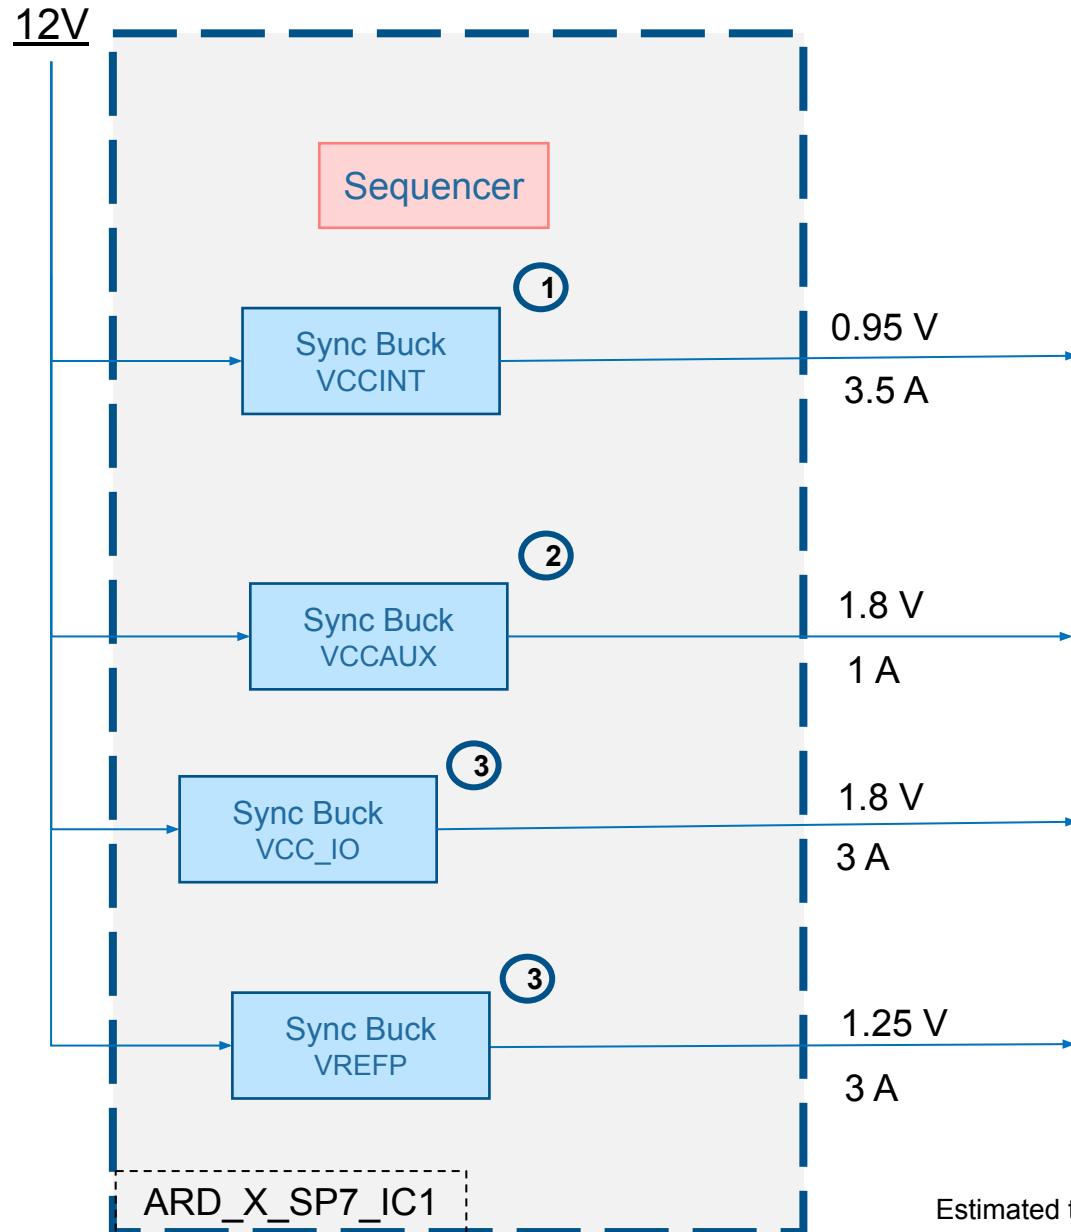 12V
Sequencer
1
Sync Buck
VCCINT
0.95 V
3.5 A
2
Sync Buck
VCCAUX
1.8 V
1 A
3
Sync Buck
VCC_IO
1.8 V
3 A
3
Sync Buck
VREFP
1.25 V
3 A
ARD_X_SP7_IC1
Estimated